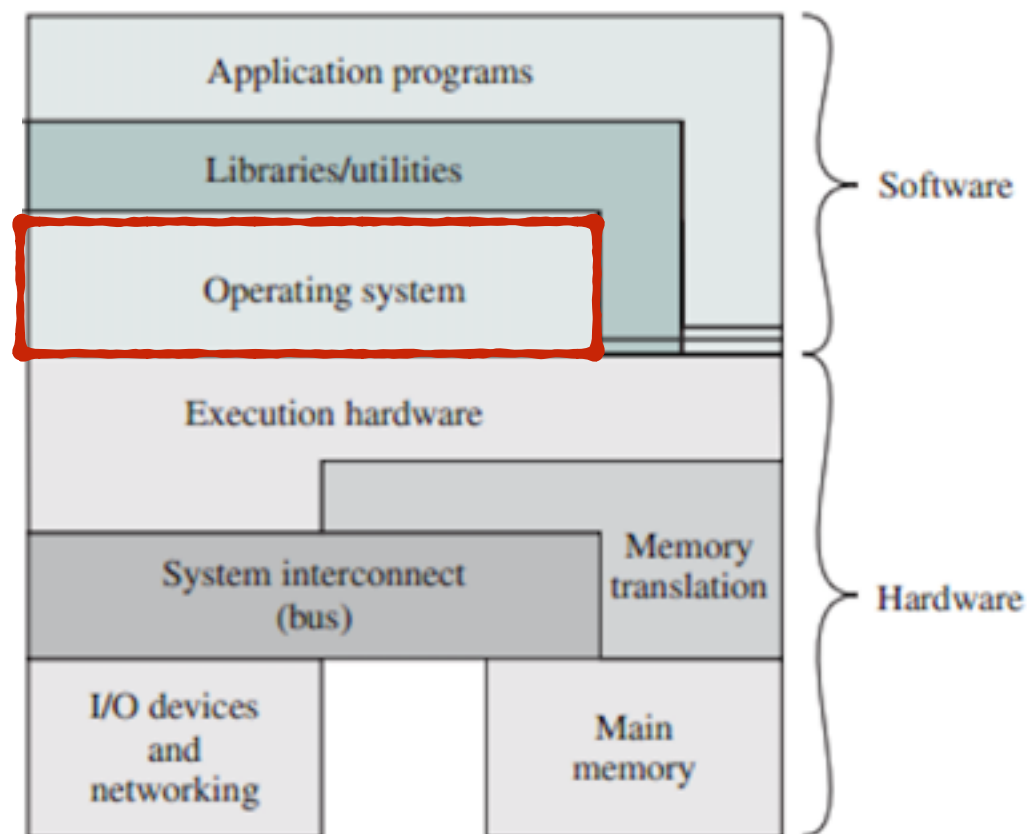 Application programs
Libraries/utilities
Software
Operating system
Execution hardware
Memory
translation
System interconnect
(bus)
Hardware
I/O devices
and
networking
Main
memory